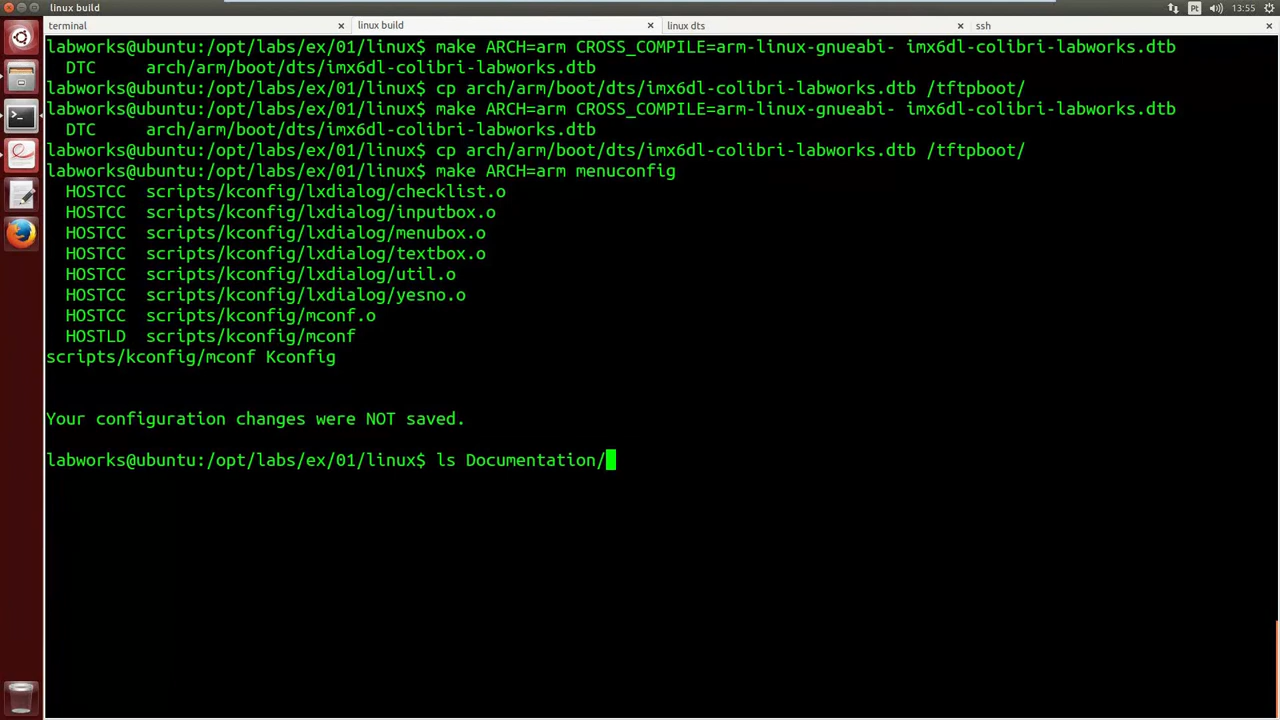 linux build
Pt
13:55
terminal
linux build
linux dts
ssh
labworks@ubuntu:/opt/labs/ex/01/linux$ make ARCH=arm CROSS_COMPILE=arm-linux-gnueabi- imx6dl-colibri-labworks.dtb
  DTC     arch/arm/boot/dts/imx6dl-colibri-labworks.dtb
labworks@ubuntu:/opt/labs/ex/01/linux$ cp arch/arm/boot/dts/imx6dl-colibri-labworks.dtb /tftpboot/
labworks@ubuntu:/opt/labs/ex/01/linux$ make ARCH=arm CROSS_COMPILE=arm-linux-gnueabi- imx6dl-colibri-labworks.dtb
  DTC     arch/arm/boot/dts/imx6dl-colibri-labworks.dtb
labworks@ubuntu:/opt/labs/ex/01/linux$ cp arch/arm/boot/dts/imx6dl-colibri-labworks.dtb /tftpboot/
labworks@ubuntu:/opt/labs/ex/01/linux$ make ARCH=arm menuconfig
  HOSTCC  scripts/kconfig/lxdialog/checklist.o
  HOSTCC  scripts/kconfig/lxdialog/inputbox.o
  HOSTCC  scripts/kconfig/lxdialog/menubox.o
  HOSTCC  scripts/kconfig/lxdialog/textbox.o
  HOSTCC  scripts/kconfig/lxdialog/util.o
  HOSTCC  scripts/kconfig/lxdialog/yesno.o
  HOSTCC  scripts/kconfig/mconf.o
  HOSTLD  scripts/kconfig/mconf
scripts/kconfig/mconf Kconfig
Your configuration changes were NOT saved.
labworks@ubuntu:/opt/labs/ex/01/linux$ ls Documentation/